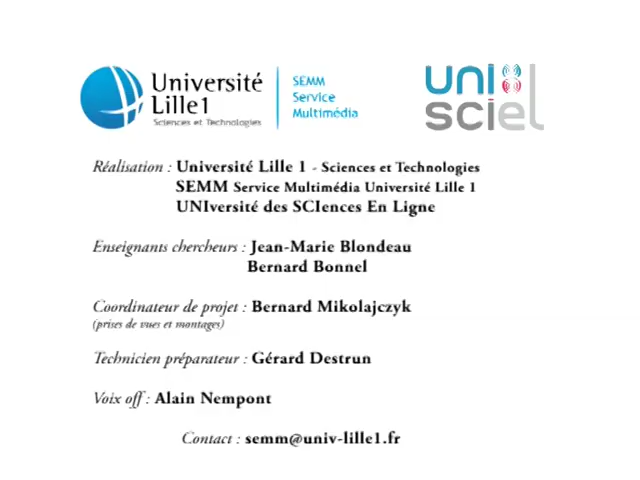 Université
Lille1
Sciences et Technologies
SEMM
Service
Multimédia
uni
sciel
Réalisation : Université Lille 1 - Sciences et Technologies
SEMM Service Multimédia Université Lille 1
UNIversité des SCIences En Ligne
Enseignants chercheurs : Jean-Marie Blondeau
Bernard Bonnel
Coordinateur de projet : Bernard Mikolajczyk
(prises de vues et montages)
Technicien préparateur : Gérard Destrun
Voix off : Alain Nempont
Contact : semm@univ-lille1.fr